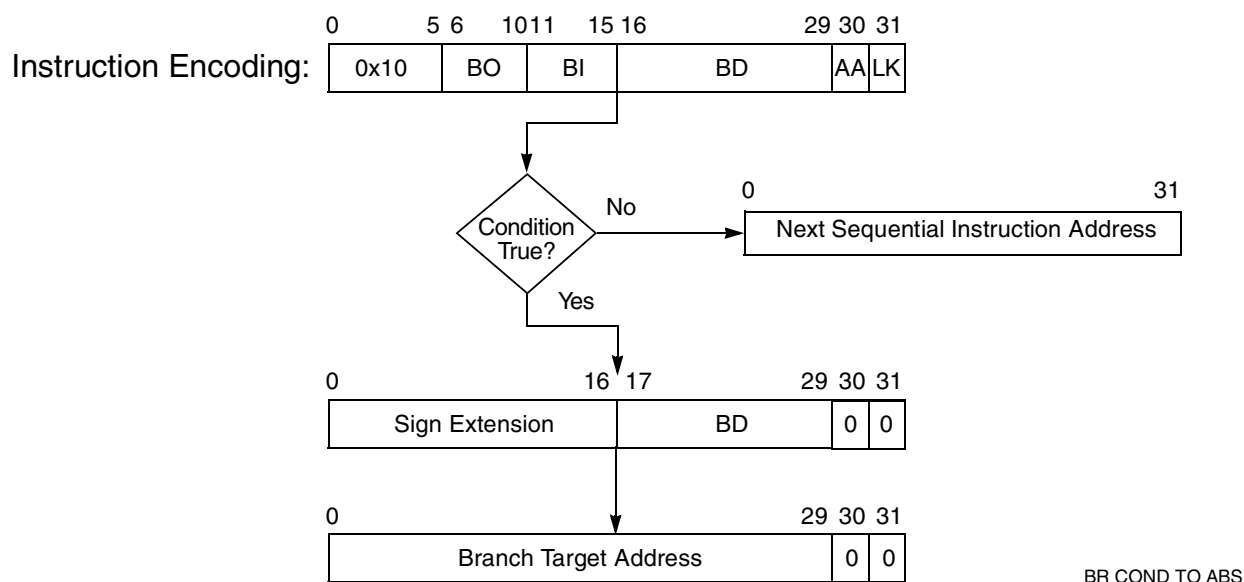 0 5 6 10 11 15 16 29 30 31
Instruction Encoding: 0x10 BO BI BD AA LK
0 31
No
Condition
True?
Next Sequential Instruction Address
Yes
0 16 17 29 30 31
Sign Extension BD 0 0
0 29 30 31
Branch Target Address 0 0
BR COND TO ABS